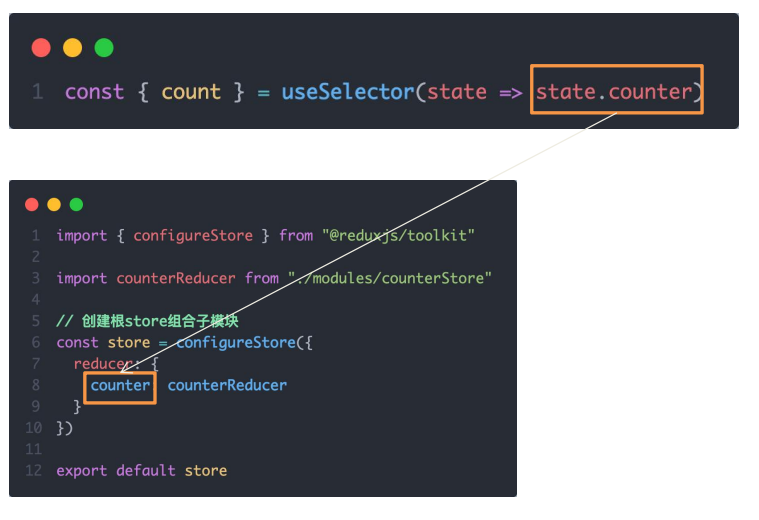 1 const { count } = useSelector(state => state.counter)
1 import { configureStore } from "@reduxjs/toolkit"
2
3 import counterReducer from "./modules/counterStore"
4
5 // 创建根store组合子模块
6 const store = configureStore({
7 reducer: {
8 counter counterReducer
9 }
10 })
11
12 export default store